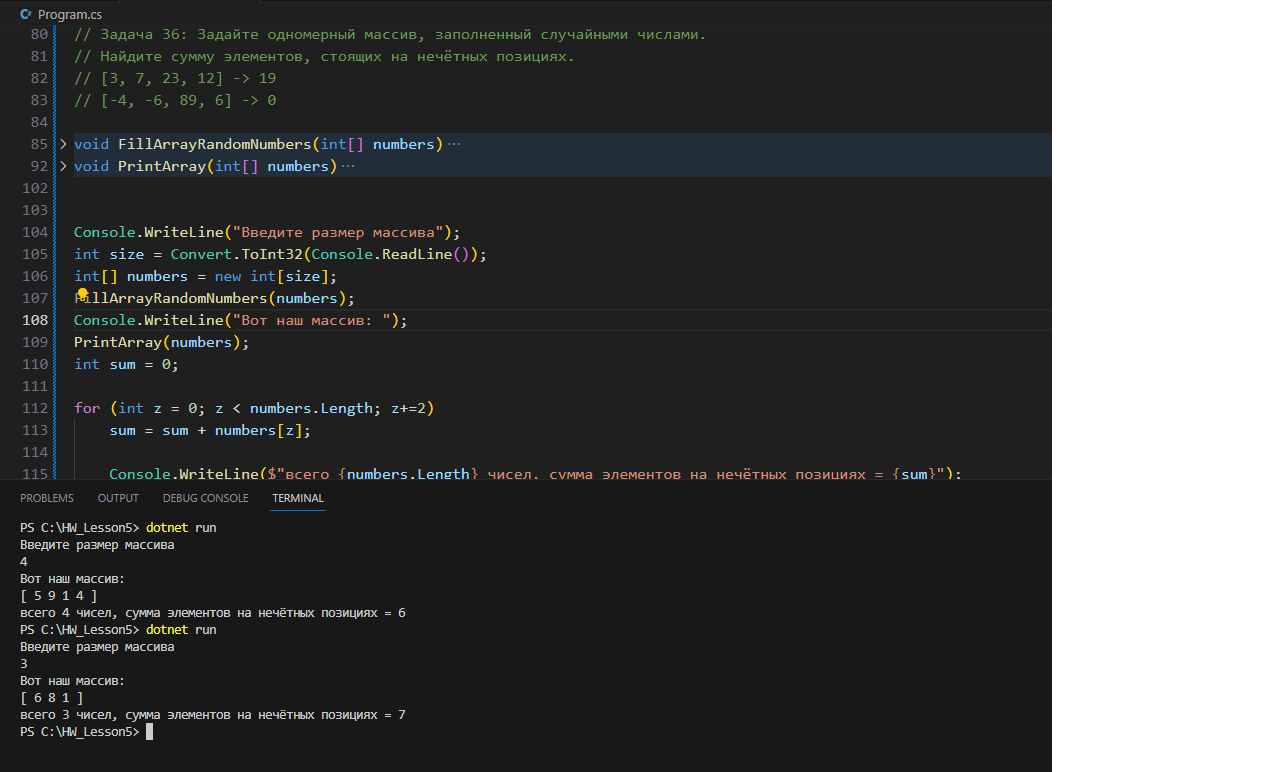 Program.cs
80 // Задача 36: Задайте одномерный массив, заполненный случайными числами.
81 // Найдите сумму элементов, стоящих на нечётных позициях.
82 // [3, 7, 23, 12] -> 19
83 // [-4, -6, 89, 6] -> 0
84
85 void FillArrayRandomNumbers(int[] numbers)···
92 void PrintArray(int[] numbers)···
102
103
104 Console.WriteLine("Введите размер массива");
105 int size = Convert.ToInt32(Console.ReadLine());
106 int[] numbers = new int[size];
107 FillArrayRandomNumbers(numbers);
108 Console.WriteLine("Вот наш массив: ");
109 PrintArray(numbers);
110 int sum = 0;
111
112 for (int z = 0; z < numbers.Length; z+=2)
113 sum = sum + numbers[z];
114
115 Console.WriteLine($"всего {numbers.Length} чисел, сумма элементов на нечётных позициях = {sum}");
PROBLEMS OUTPUT DEBUG CONSOLE TERMINAL
PS C:\HW_Lesson5> dotnet run
Введите размер массива
4
Вот наш массив:
[ 5 9 1 4 ]
всего 4 чисел, сумма элементов на нечётных позициях = 6
PS C:\HW_Lesson5> dotnet run
Введите размер массива
3
Вот наш массив:
[ 6 8 1 ]
всего 3 чисел, сумма элементов на нечётных позициях = 7
PS C:\HW_Lesson5>